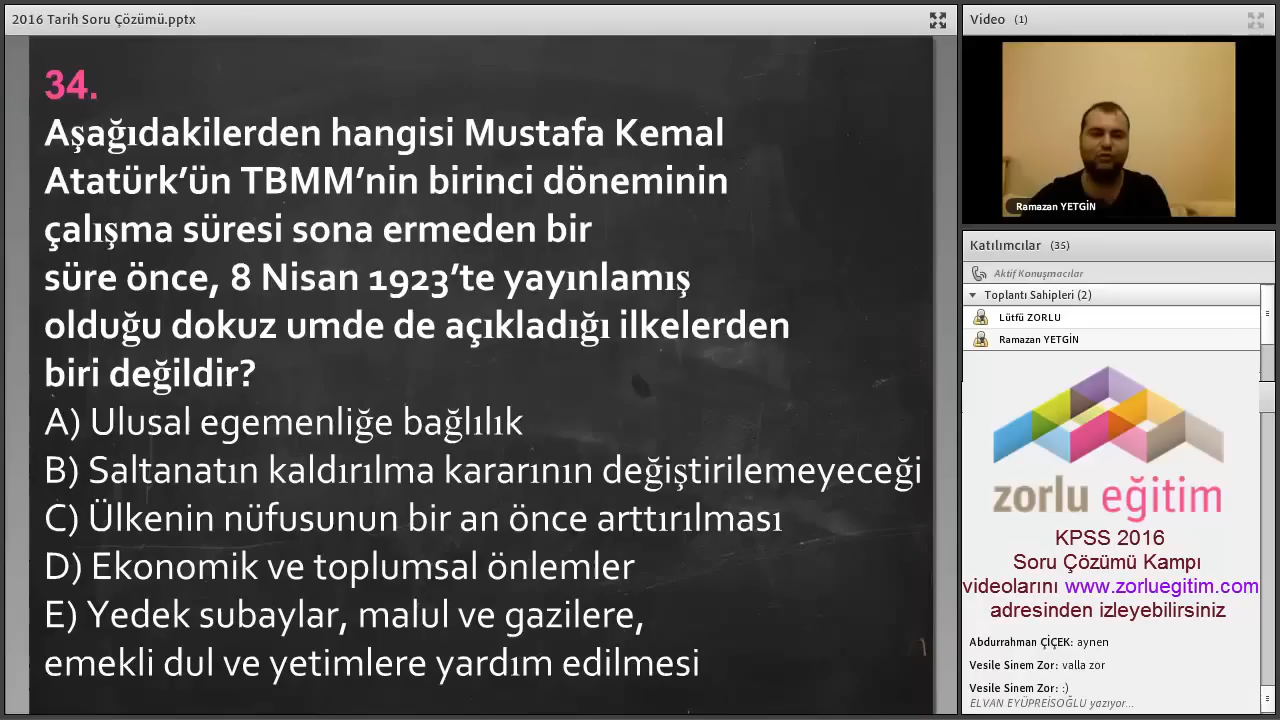 2016 Tarih Soru Çözümü.pptx
34.
Aşağıdakilerden hangisi Mustafa Kemal
Atatürk’ün TBMM’nin birinci döneminin
çalışma süresi sona ermeden bir
süre önce, 8 Nisan 1923’te yayınlamış
olduğu dokuz umde de açıkladığı ilkelerden
biri değildir?
A) Ulusal egemenliğe bağlılık
B) Saltanatın kaldırılma kararının değiştirilemeyeceği
C) Ülkenin nüfusunun bir an önce arttırılması
D) Ekonomik ve toplumsal önlemler
E) Yedek subaylar, malul ve gazilere,
emekli dul ve yetimlere yardım edilmesi
Video (1)
Ramazan YETGİN
Katılımcılar (35)
Aktif Konuşmacılar
Toplantı Sahipleri (2)
Lütfü ZORLU
Ramazan YETGİN
zorlu eğitim
KPSS 2016
Soru Çözümü Kampı
videolarını www.zorluegitim.com
adresinden izleyebilirsiniz
Abdurrahman ÇİÇEK: aynen
Vesile Sinem Zor: valla zor
Vesile Sinem Zor: :)
ELVAN EYÜPREİSOĞLU yazıyor...